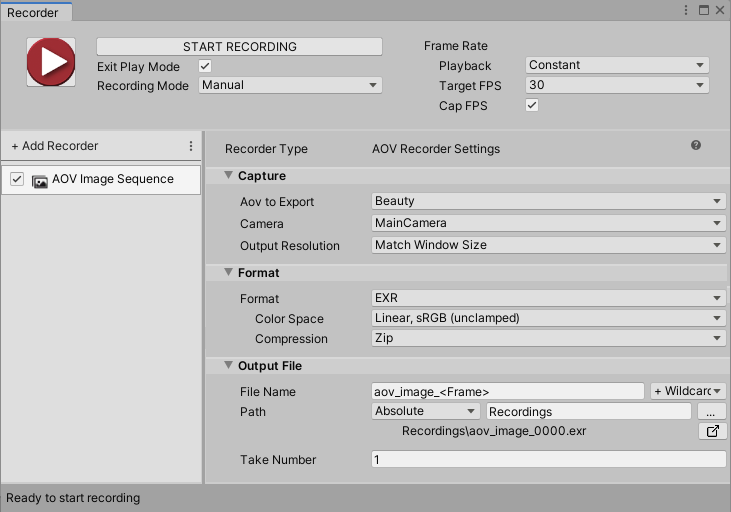 Recorder
START RECORDING
Exit Play Mode
Recording Mode Manual
Frame Rate
Playback Constant
Target FPS 30
Cap FPS
+ Add Recorder
AOV Image Sequence
Recorder Type AOV Recorder Settings
Capture
Aov to Export Beauty
Camera MainCamera
Output Resolution Match Window Size
Format
Format EXR
Color Space Linear, sRGB (unclamped)
Compression Zip
Output File
File Name aov_image_<Frame> + Wildcarc
Path Absolute Recordings ...
Recordings\aov_image_0000.exr
Take Number 1
Ready to start recording